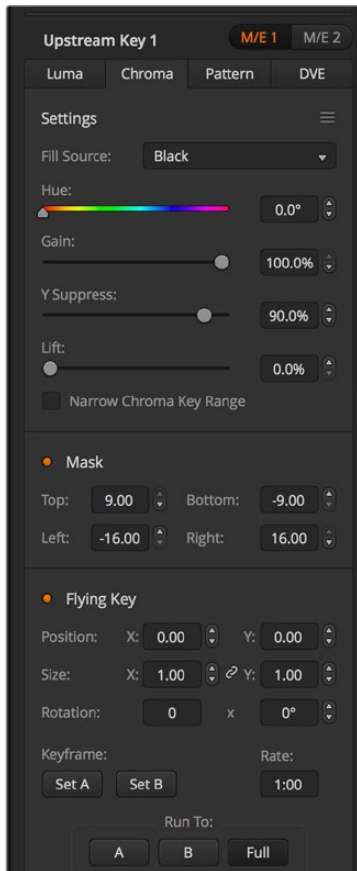 Upstream Key 1 M/E 1 M/E 2
Luma Chroma Pattern DVE
Settings
Fill Source: Black
Hue:
0.0°
Gain:
100.0%
Y Suppress:
90.0%
Lift:
0.0%
Narrow Chroma Key Range
Mask
Top: 9.00 Bottom: -9.00
Left: -16.00 Right: 16.00
Flying Key
Position: X: 0.00 Y: 0.00
Size: X: 1.00 Y: 1.00
Rotation: 0 x 0°
Keyframe: Rate:
Set A Set B 1:00
Run To:
A B Full